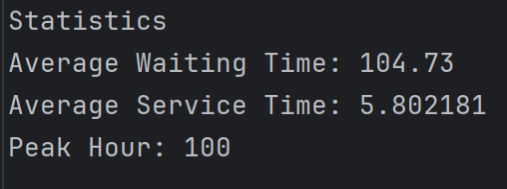 Statistics
Average Waiting Time: 104.73
Average Service Time: 5.802181
Peak Hour: 100